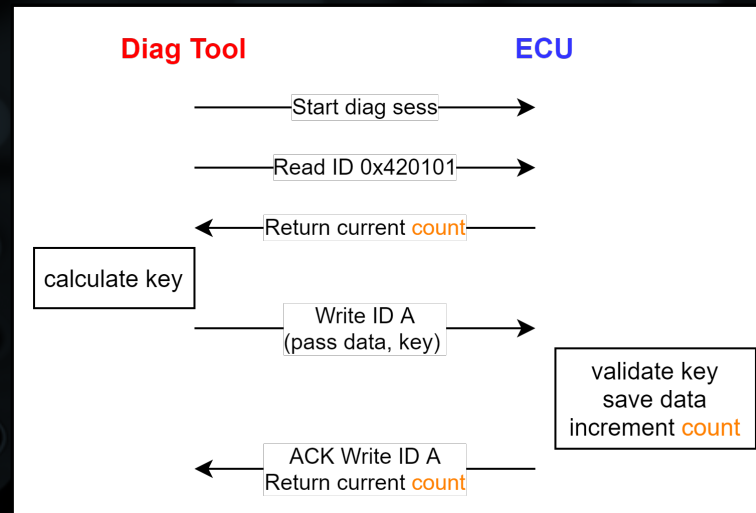 Diag Tool
ECU
Start diag sess
Read ID 0x420101
Return current count
calculate key
Write ID A
(pass data, key)
validate key
save data
increment count
ACK Write ID A
Return current count